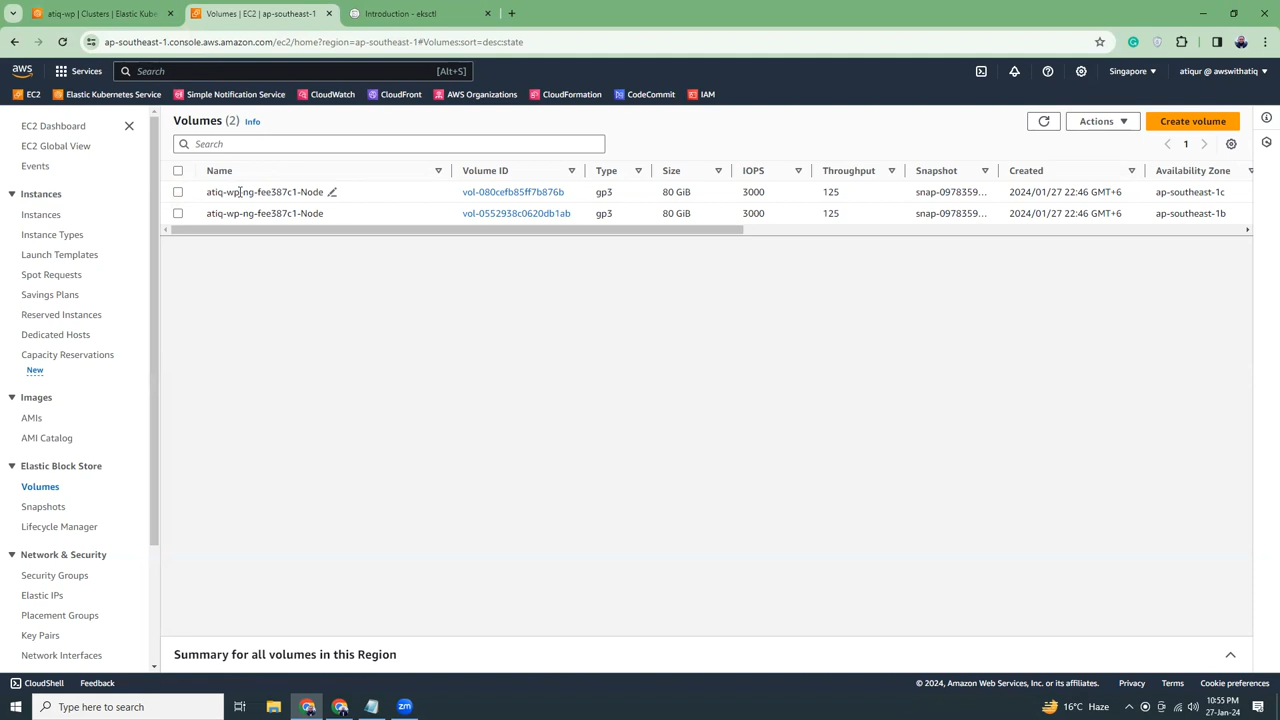 atiq-wp | Clusters | Elastic Kube
Volumes | EC2 | ap-southeast-1
Introduction - eksctl
ap-southeast-1.console.aws.amazon.com/ec2/home?region=ap-southeast-1#Volumes:sort=desc:state
aws
Services
Search
[Alt+S]
Singapore
atiqur @ awswithatiq
EC2
Elastic Kubernetes Service
Simple Notification Service
CloudWatch
CloudFront
AWS Organizations
CloudFormation
CodeCommit
IAM
EC2 Dashboard
EC2 Global View
Events
Instances
Instances
Instance Types
Launch Templates
Spot Requests
Savings Plans
Reserved Instances
Dedicated Hosts
Capacity Reservations
New
Images
AMIs
AMI Catalog
Elastic Block Store
Volumes
Snapshots
Lifecycle Manager
Network & Security
Security Groups
Elastic IPs
Placement Groups
Key Pairs
Network Interfaces
Volumes (2) Info
Actions
Create volume
Search
1
Name Volume ID Type Size IOPS Throughput Snapshot Created Availability Zone
atiq-wp-ng-fee387c1-Node vol-080cefb85ff7b876b gp3 80 GiB 3000 125 snap-0978359... 2024/01/27 22:46 GMT+6 ap-southeast-1c
atiq-wp-ng-fee387c1-Node vol-0552938c0620db1ab gp3 80 GiB 3000 125 snap-0978359... 2024/01/27 22:46 GMT+6 ap-southeast-1b
Summary for all volumes in this Region
CloudShell
Feedback
© 2024, Amazon Web Services, Inc. or its affiliates.
Privacy
Terms
Cookie preferences
Type here to search
zm
16°C Haze
10:55 PM
27-Jan-24